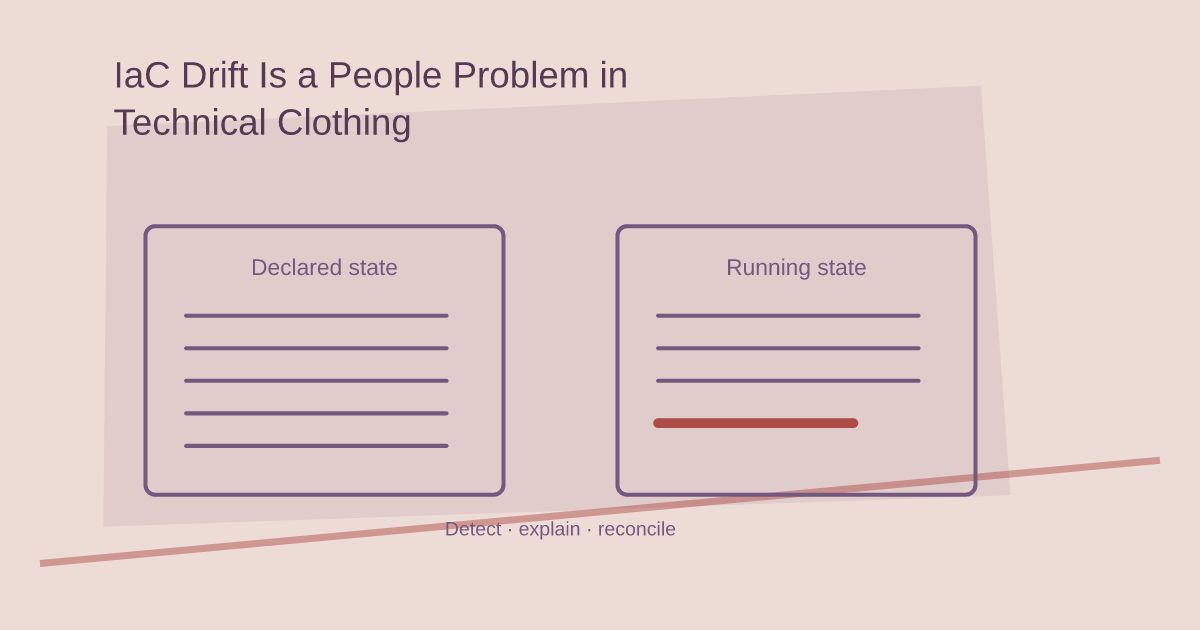 IaC Drift Is a People Problem in
Technical Clothing
Declared state
Running state
Detect · explain · reconcile